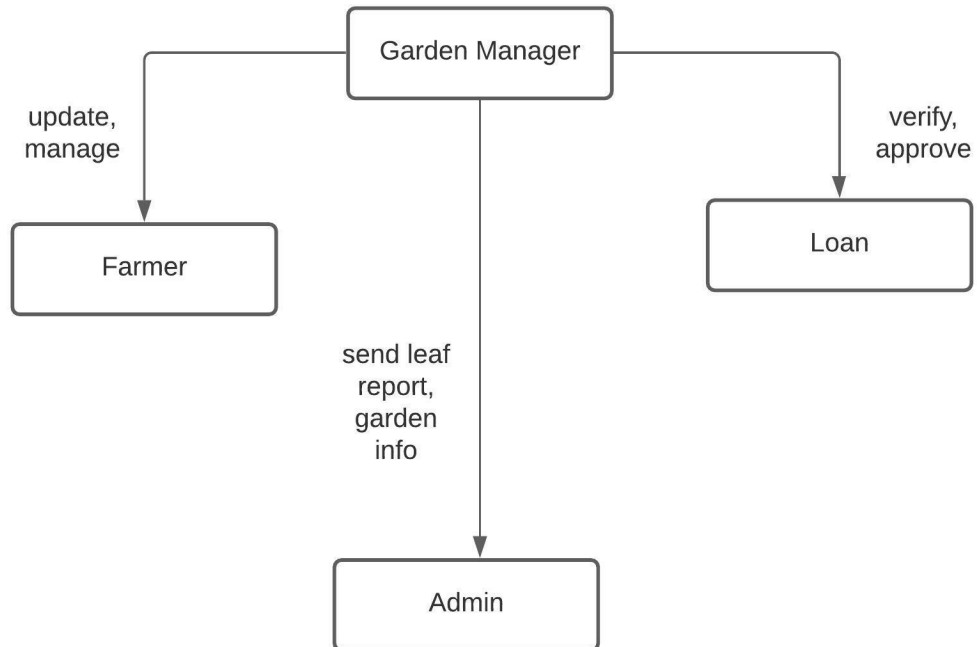 Garden Manager
update,
manage
verify,
approve
Loan
Farmer
send leaf
report,
garden
info
Admin